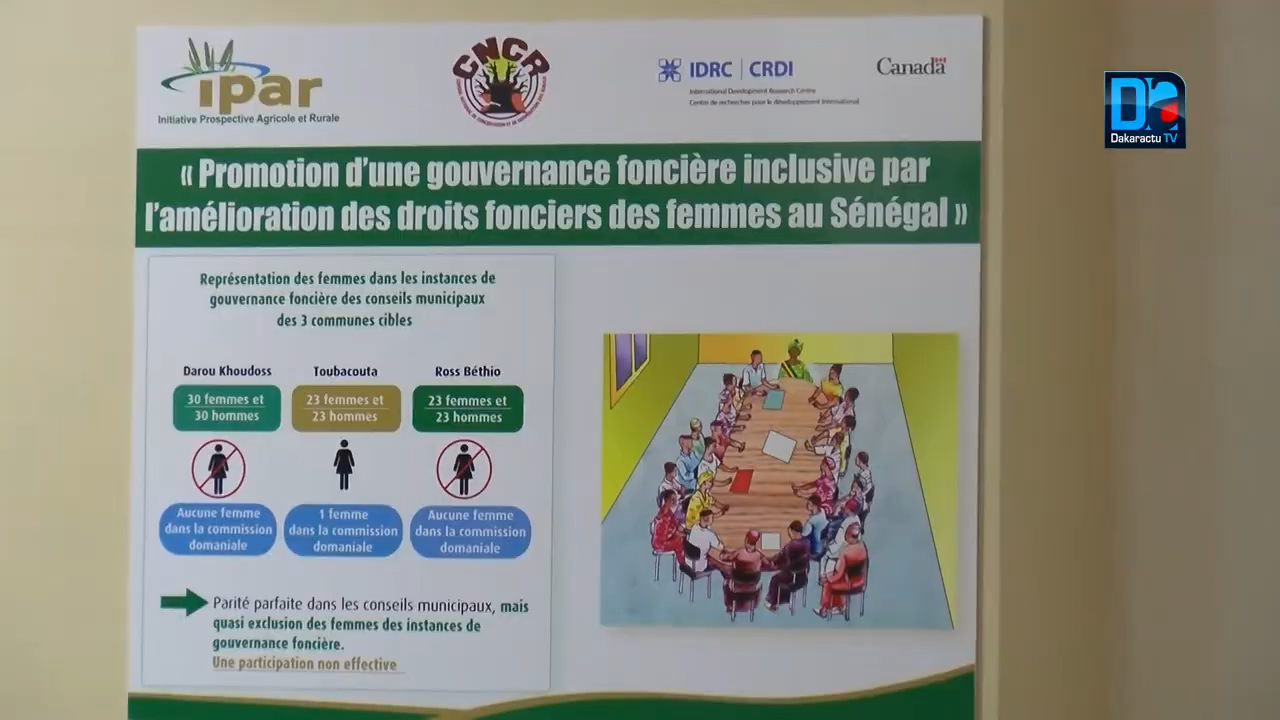 ipar
Initiative Prospective Agricole et Rurale
CNCR
IDRC | CRDI
International Development Research Centre
Centre de recherches pour le développement international
Canada
Dakaractu TV
« Promotion d'une gouvernance foncière inclusive par
l'amélioration des droits fonciers des femmes au Sénégal »
Représentation des femmes dans les instances de
gouvernance foncière des conseils municipaux
des 3 communes cibles
Darou Khoudoss Toubacouta Ross Béthio
30 femmes et 23 femmes et 23 femmes et
30 hommes 23 hommes 23 hommes
Aucune femme 1 femme Aucune femme
dans la commission dans la commission dans la commission
domaniale domaniale domaniale
Parité parfaite dans les conseils municipaux, mais
quasi exclusion des femmes des instances de
gouvernance foncière.
Une participation non effective